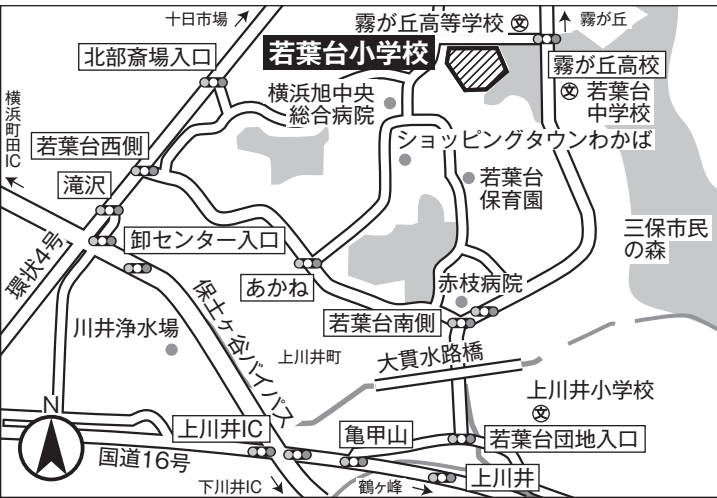 十日市場
霧が丘高等学校
霧が丘
北部斎場入口
若葉台小学校
霧が丘高校
横浜旭中央
総合病院
若葉台
中学校
横浜町田IC
ショッピングタウンわかば
若葉台西側
若葉台
保育園
滝沢
三保市民
の森
卸センター入口
環状4号
あかね
赤枝病院
保土ヶ谷バイパス
若葉台南側
川井浄水場
上川井町
大貫水路橋
上川井小学校
N
上川井IC
亀甲山
若葉台団地入口
国道16号
下川井IC
鶴ヶ峰
上川井